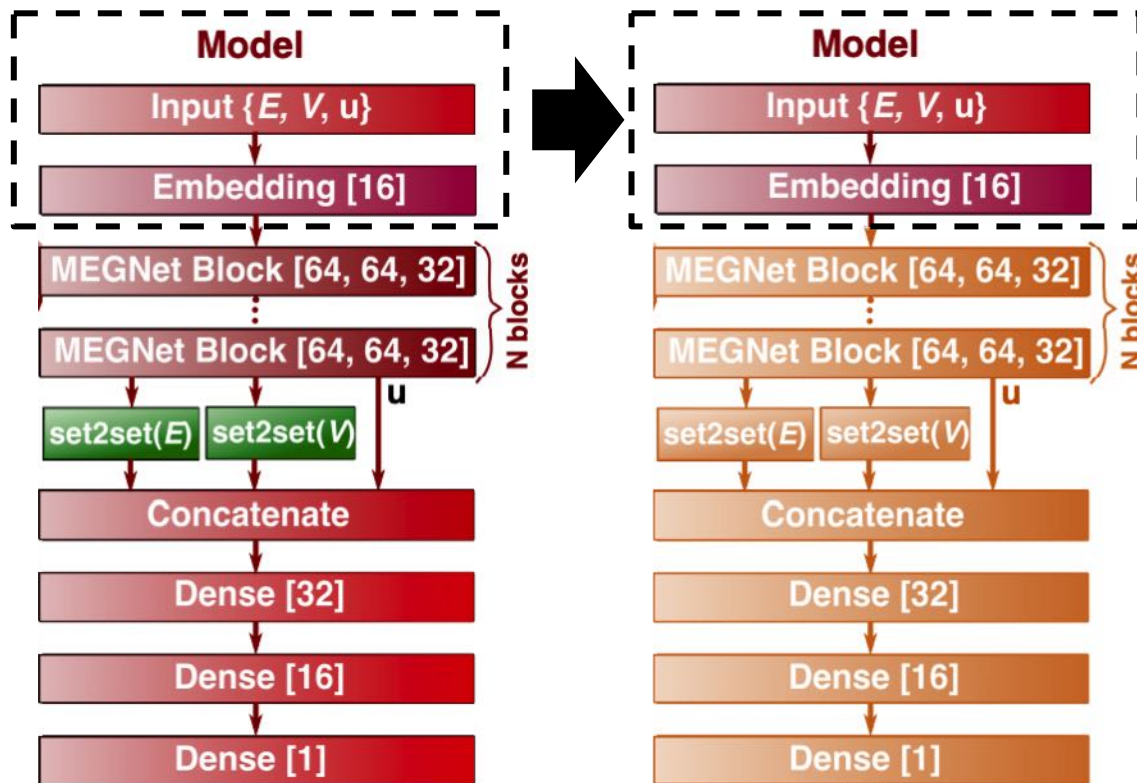 Model
Input {E, V, u}
Embedding [16]
MEGNet Block [64, 64, 32]
⋮
MEGNet Block [64, 64, 32]
N blocks
u
set2set(E) set2set(V)
Concatenate
Dense [32]
Dense [16]
Dense [1]
Model
Input {E, V, u}
Embedding [16]
MEGNet Block [64, 64, 32]
⋮
MEGNet Block [64, 64, 32]
N blocks
u
set2set(E) set2set(V)
Concatenate
Dense [32]
Dense [16]
Dense [1]